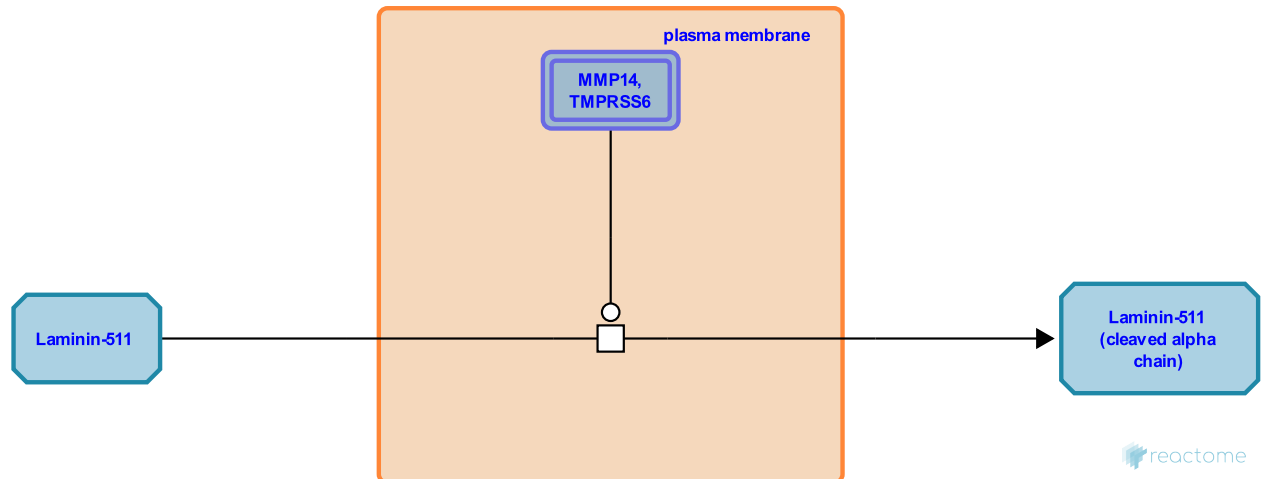 plasma membrane
MMP14,
TMPRSS6
Laminin-511
Laminin-511
(cleaved alpha
chain)
reactome